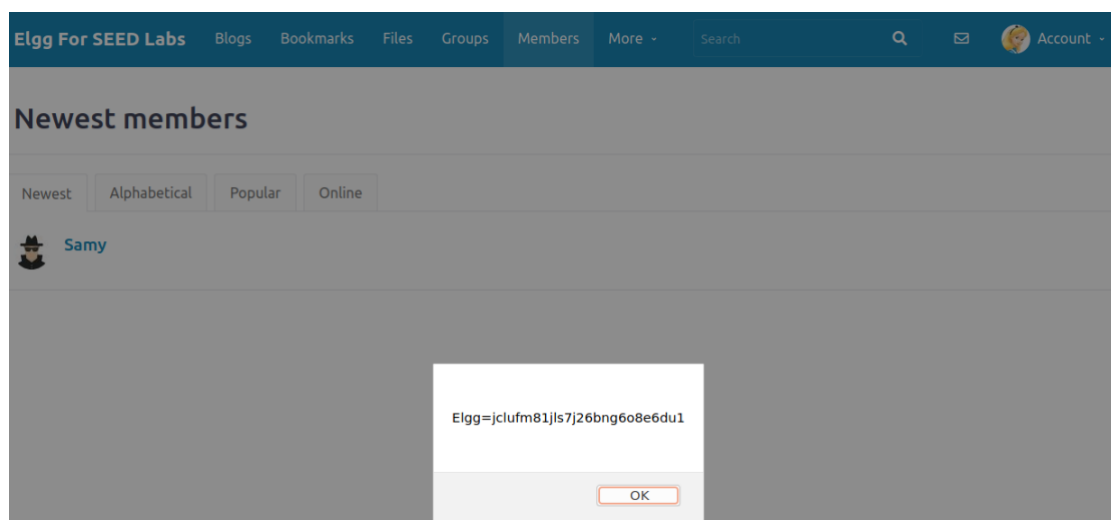 Elgg For SEED Labs Blogs Bookmarks Files Groups Members More Search Account
Newest members
Newest Alphabetical Popular Online
Samy
Elgg=jclufm81jls7j26bng6o8e6du1
OK